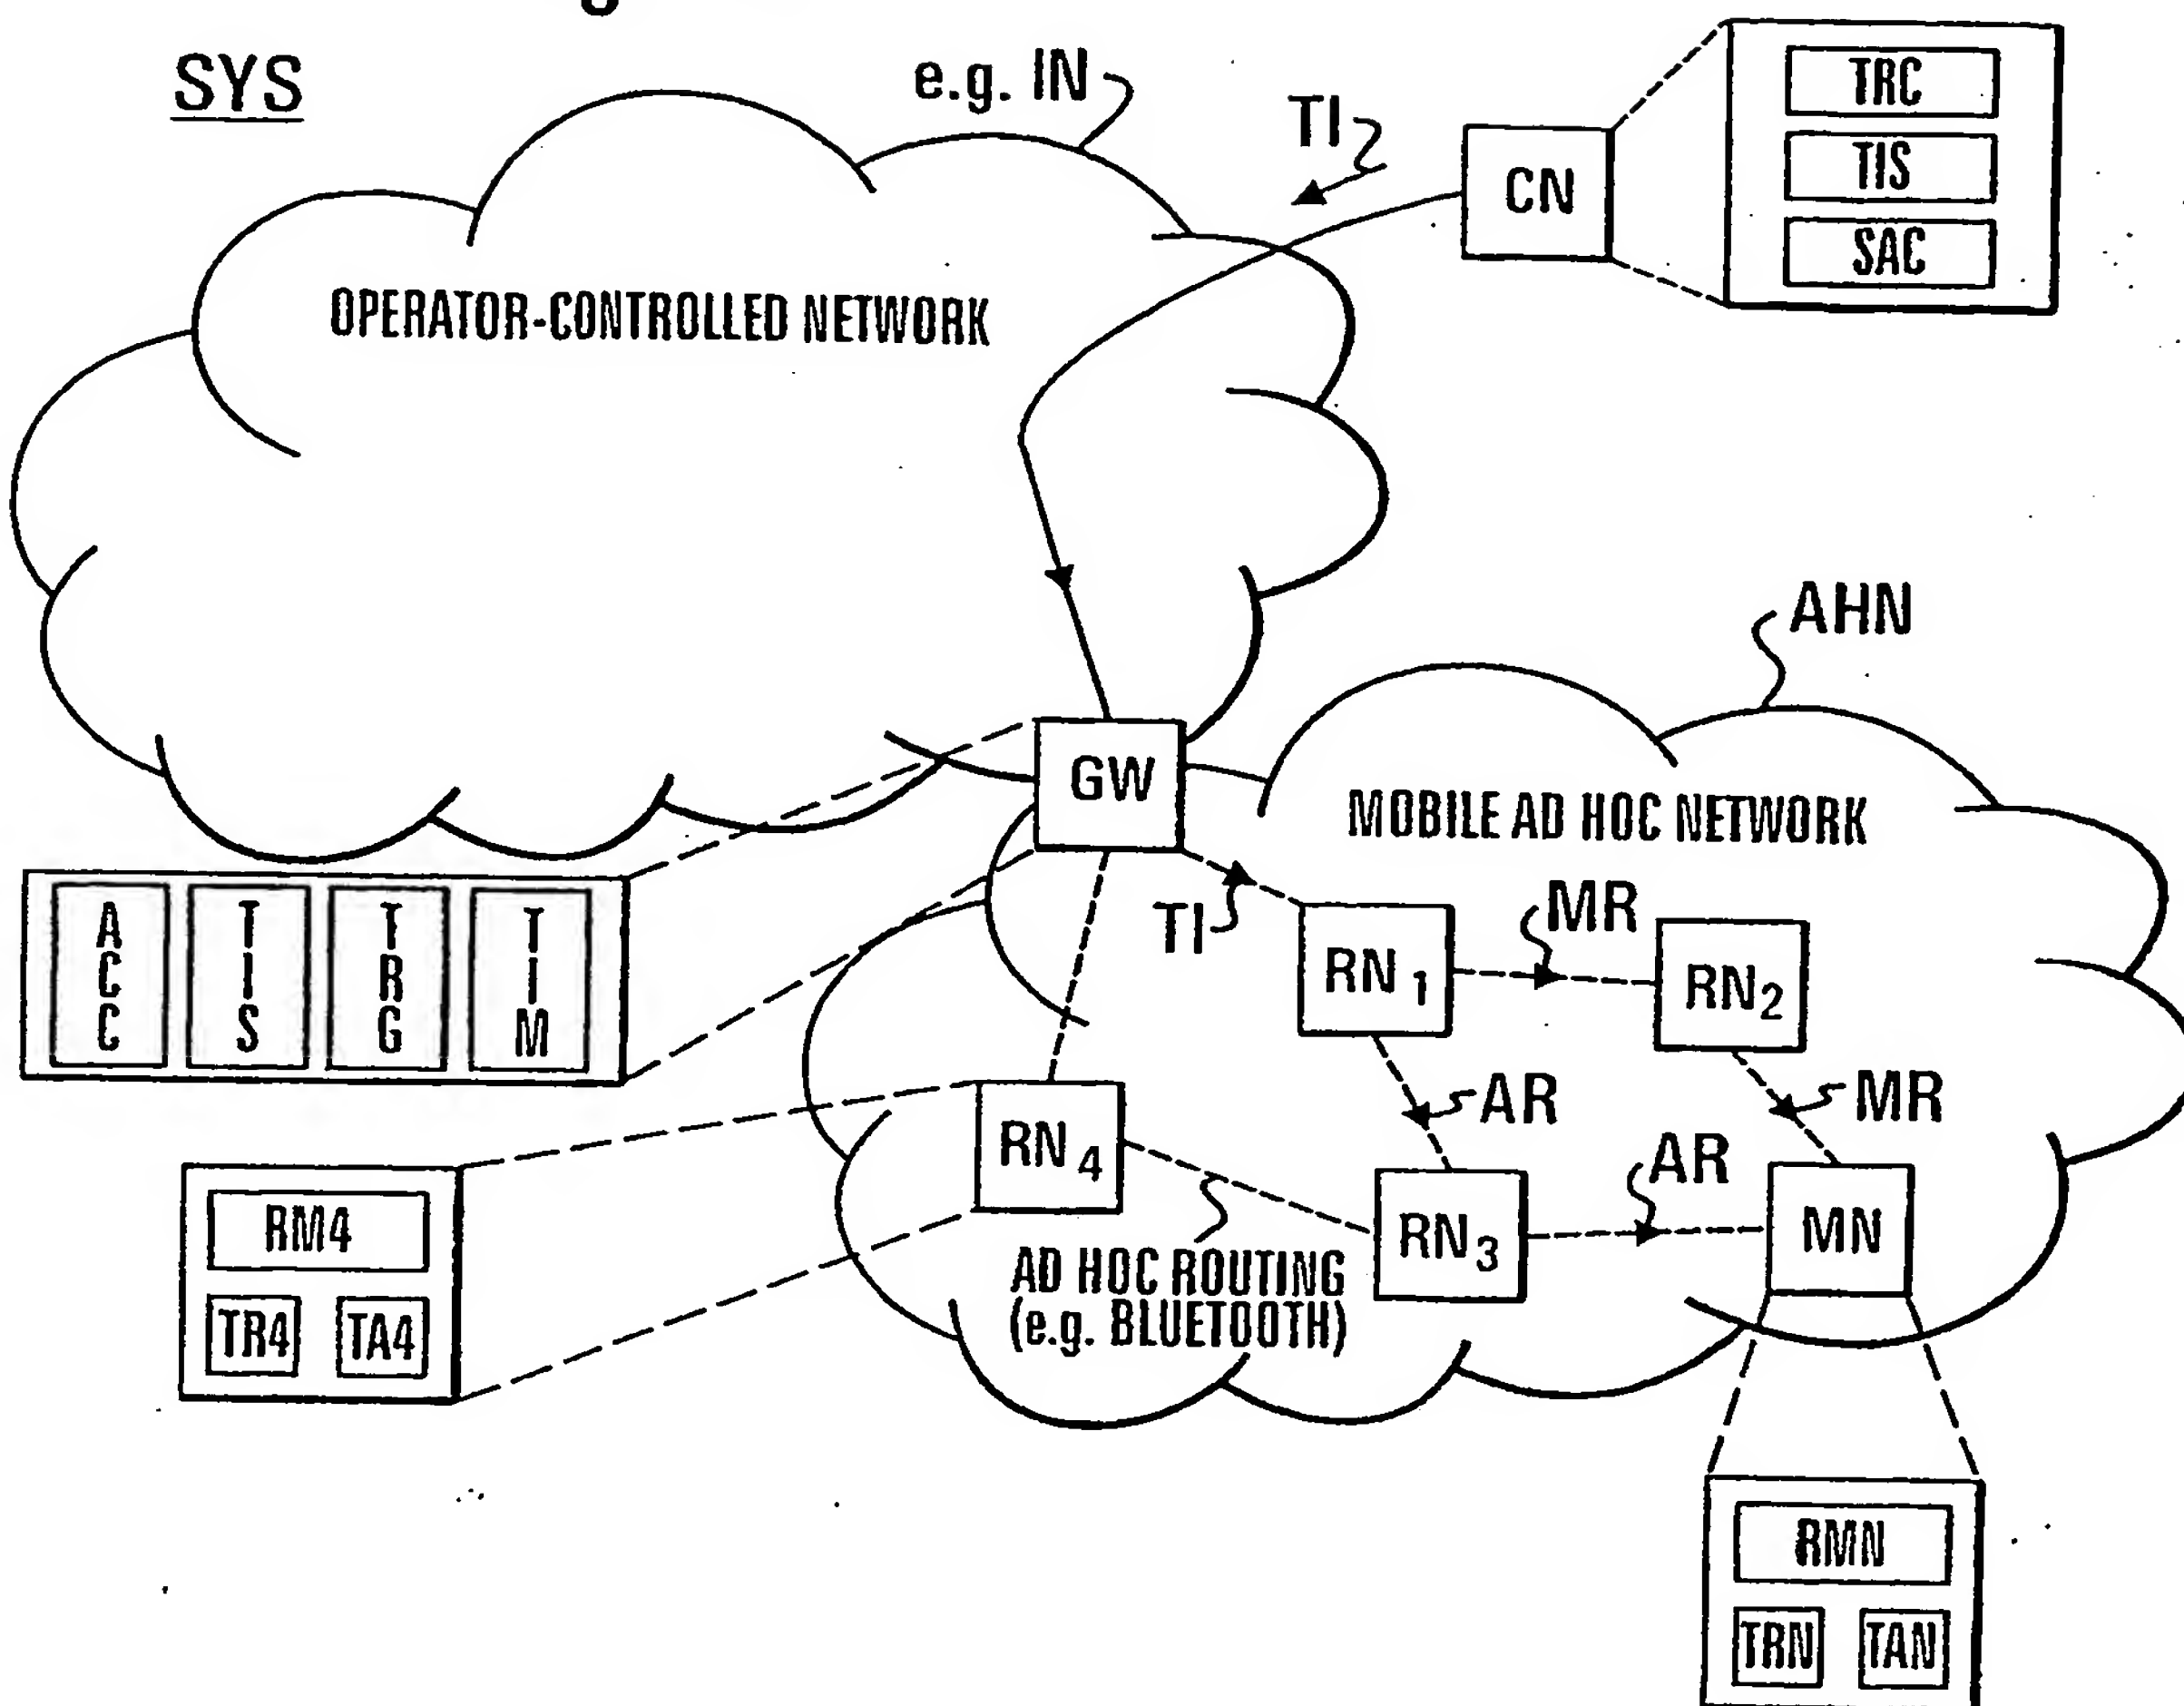 SYS
e.g. IN
TI
CN
TRC
TIS
SAC
OPERATOR-CONTROLLED NETWORK
AHN
GW
MOBILE AD HOC NETWORK
ACC
TIS
TRG
TIM
TI
MR
RN1
RN2
AR
MR
RN4
AR
RN3
MN
RM4
TR4
TA4
AD HOC ROUTING
(e.g. BLUETOOTH)
RMN
TRN
TAN